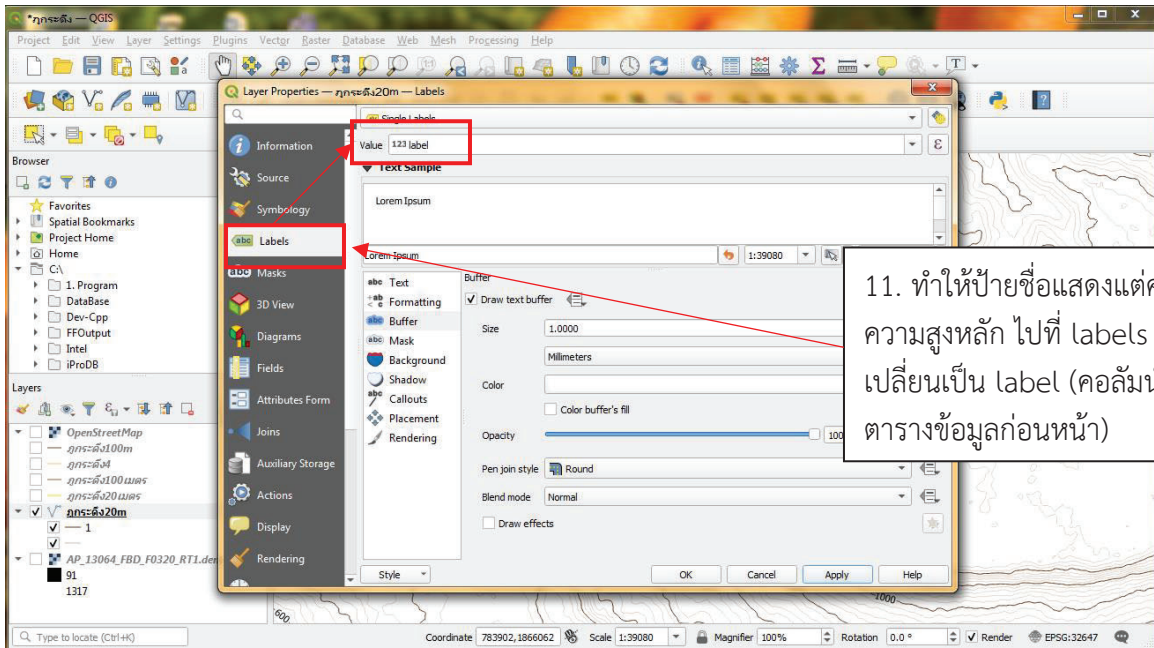 *ภูกระดึง — QGIS
Project Edit View Layer Settings Plugins Vector Raster Database Web Mesh Processing Help
Layer Properties — ภูกระดึง20m — Labels
Single Labels
Value 123 label
Text Sample
Lorem Ipsum
Lorem Ipsum
1:39080
Information
Source
Symbology
abc Labels
abc Masks
3D View
Diagrams
Fields
Attributes Form
Joins
Auxiliary Storage
Actions
Display
Rendering
abc Text
Formatting
Buffer
Mask
Background
Shadow
Callouts
Placement
Rendering
Buffer
Draw text buffer
Size 1.0000
Millimeters
Color
Color buffer's fill
Opacity
Pen join style Round
Blend mode Normal
Draw effects
Style OK Cancel Apply Help
11. ทำให้ป้ายชื่อแสดงแต่
ความสูงหลัก ไปที่ labels
เปลี่ยนเป็น label
ตารางข้อมูลก่อนหน้า)
Browser
Favorites
Spatial Bookmarks
Project Home
Home
C:\
1. Program
DataBase
Dev-Cpp
FFOutput
Intel
iProDB
Layers
OpenStreetMap
ภูกระดึง100m
ภูกระดึง4
ภูกระดึง100เมตร
ภูกระดึง20เมตร
ภูกระดึง20m
1
AP_13064_FBD_F0320_RT1.dem
91
1317
600
1000
Type to locate (Ctrl+K) Coordinate 783902,1866062 Scale 1:39080 Magnifier 100% Rotation 0.0 ° Render EPSG:32647